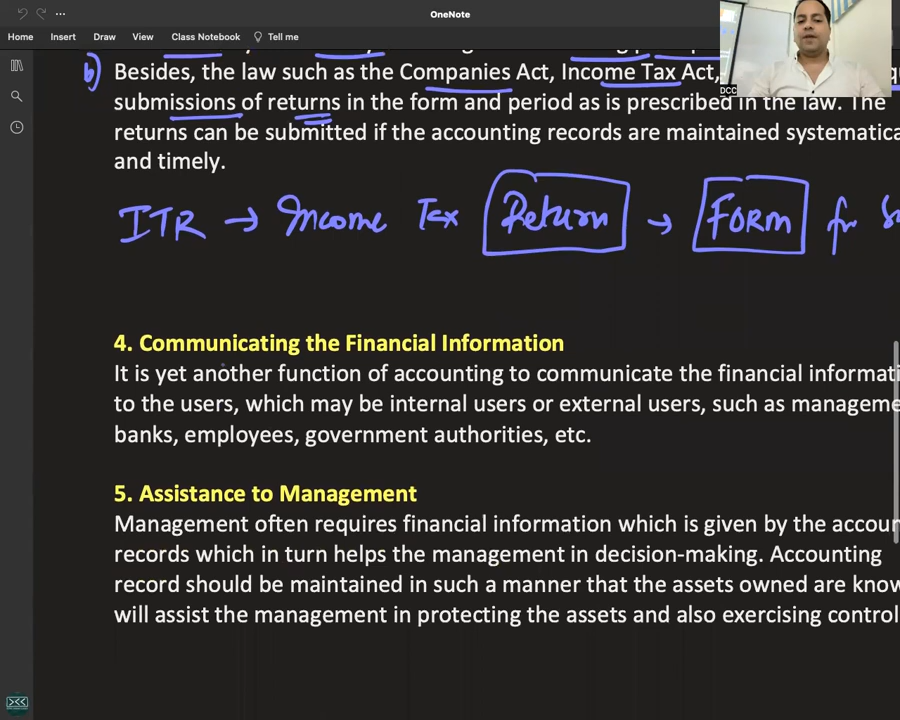 OneNote
Home Insert Draw View Class Notebook Tell me
DCC
b) Besides, the law such as the Companies Act, Income Tax Act,
submissions of returns in the form and period as is prescribed in the law. The
returns can be submitted if the accounting records are maintained systematica
and timely.
ITR → Income Tax Return → FORM for
4. Communicating the Financial Information
It is yet another function of accounting to communicate the financial informati
to the users, which may be internal users or external users, such as manageme
banks, employees, government authorities, etc.
5. Assistance to Management
Management often requires financial information which is given by the accour
records which in turn helps the management in decision-making. Accounting
record should be maintained in such a manner that the assets owned are know
will assist the management in protecting the assets and also exercising control
DCC